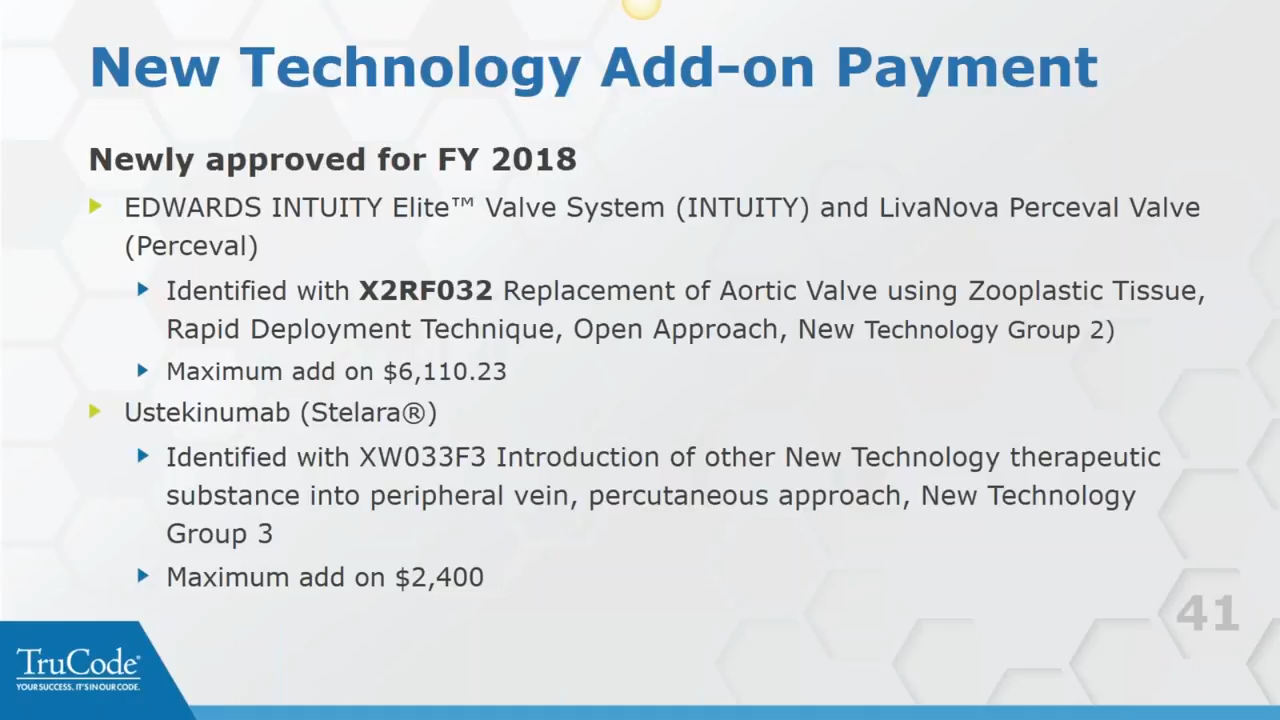 New Technology Add-on Payment
Newly approved for FY 2018
EDWARDS INTUITY Elite™ Valve System (INTUITY) and LivaNova Perceval Valve
(Perceval)
Identified with X2RF032 Replacement of Aortic Valve using Zooplastic Tissue,
Rapid Deployment Technique, Open Approach, New Technology Group 2)
Maximum add on $6,110.23
Ustekinumab (Stelara®)
Identified with XW033F3 Introduction of other New Technology therapeutic
substance into peripheral vein, percutaneous approach, New Technology
Group 3
Maximum add on $2,400
41
TruCode®
YOUR SUCCESS. IT'S IN OUR CODE.